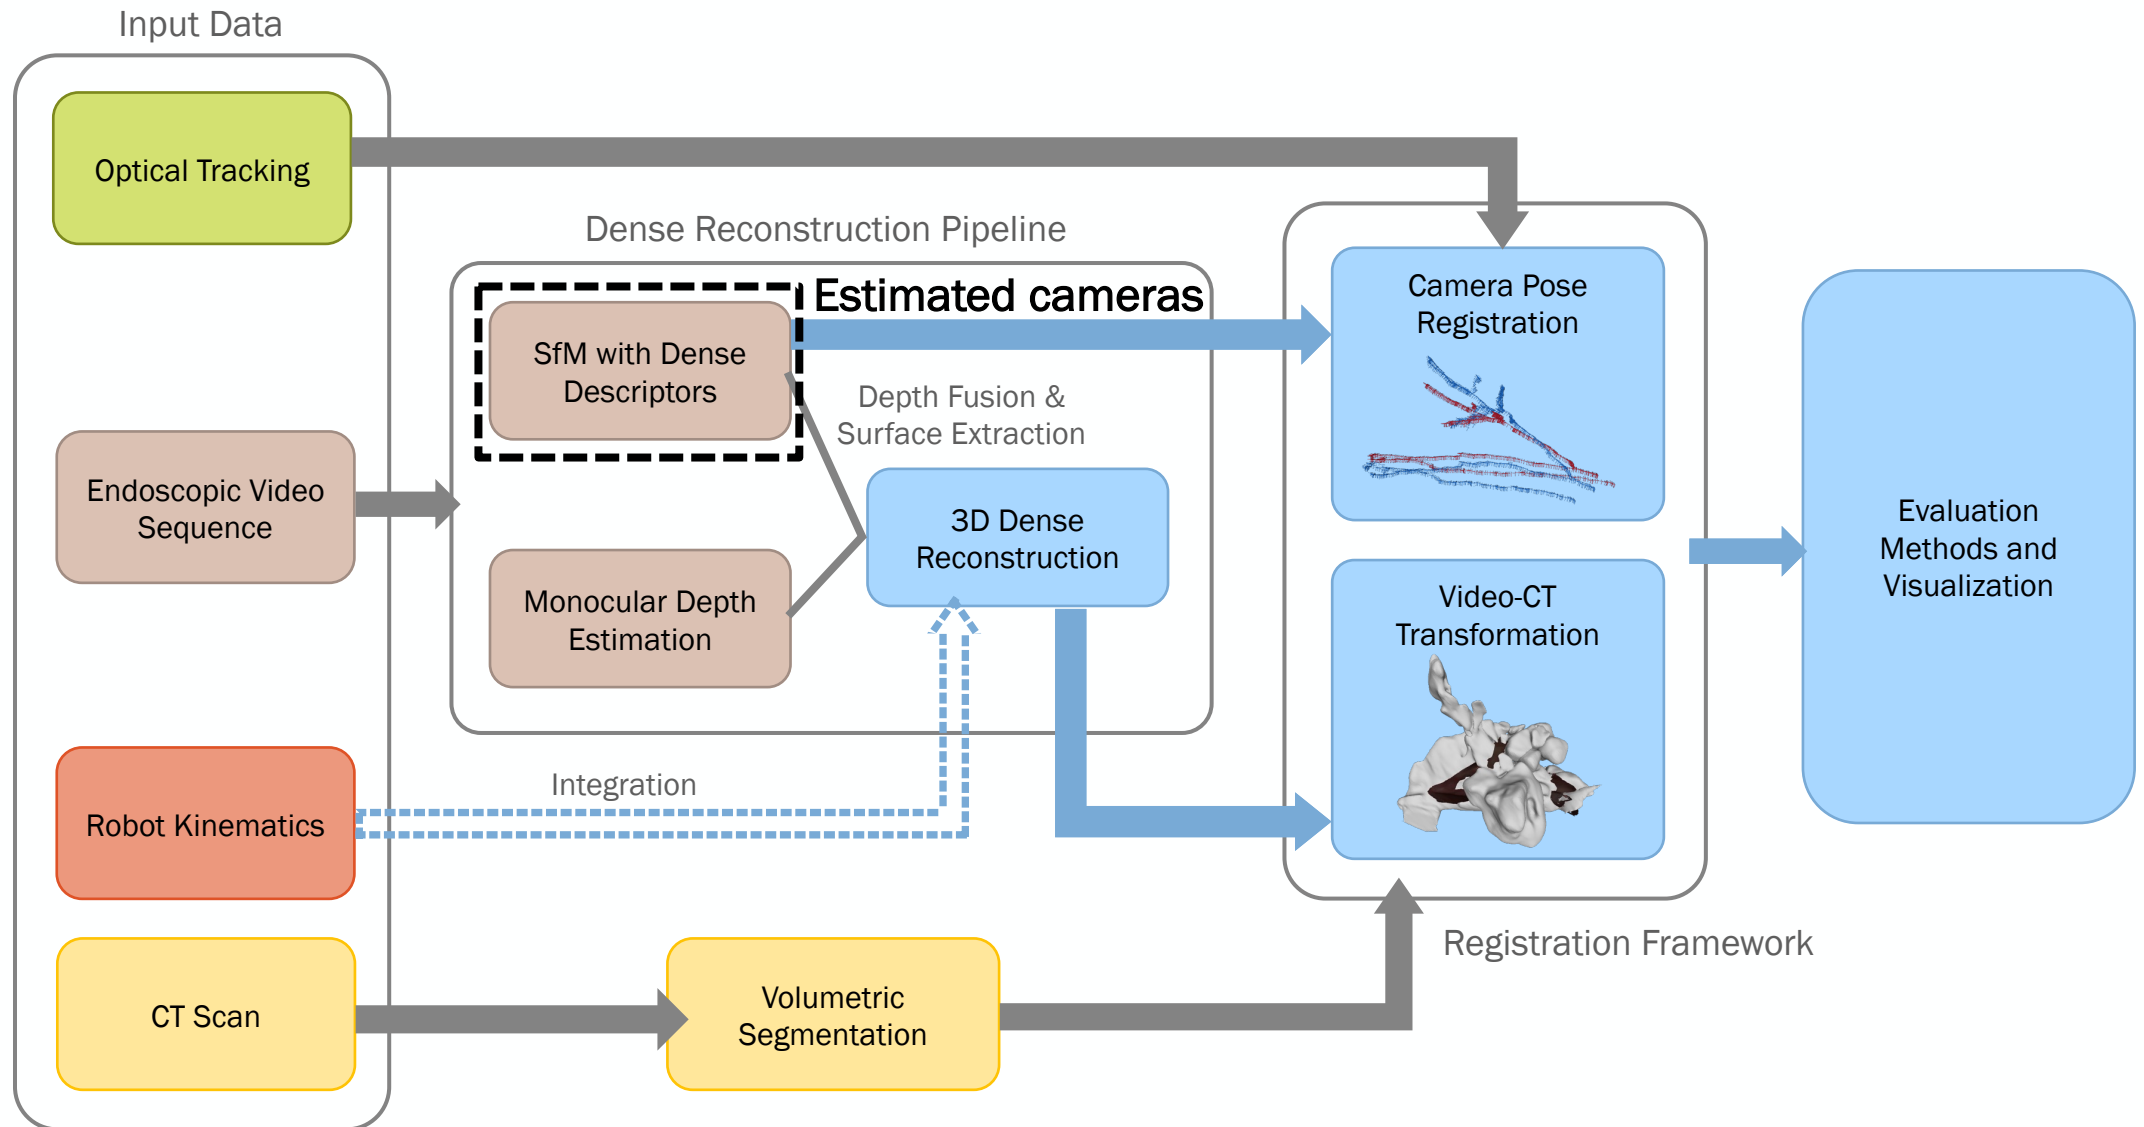 Input Data
Optical Tracking
Endoscopic Video
Sequence
Robot Kinematics
CT Scan
Dense Reconstruction Pipeline
Estimated cameras
SfM with Dense
Descriptors
Depth Fusion &
Surface Extraction
Monocular Depth
Estimation
3D Dense
Reconstruction
Integration
Volumetric
Segmentation
Camera Pose
Registration
Video-CT
Transformation
Registration Framework
Evaluation
Methods and
Visualization